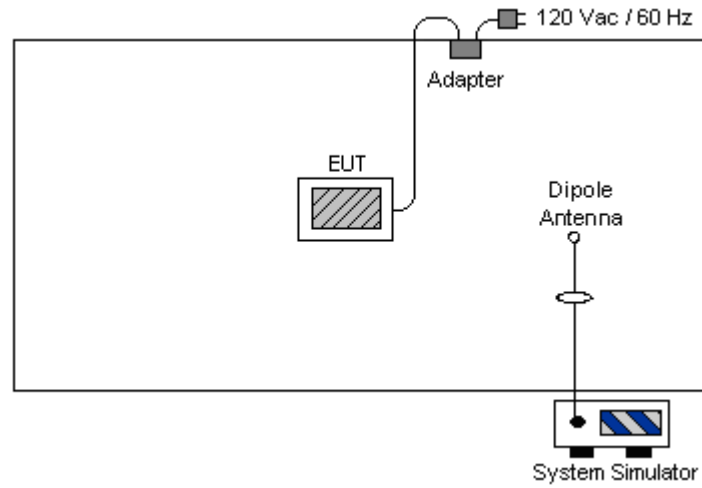 120 Vac / 60 Hz
Adapter
EUT
Dipole
Antenna
System Simulator